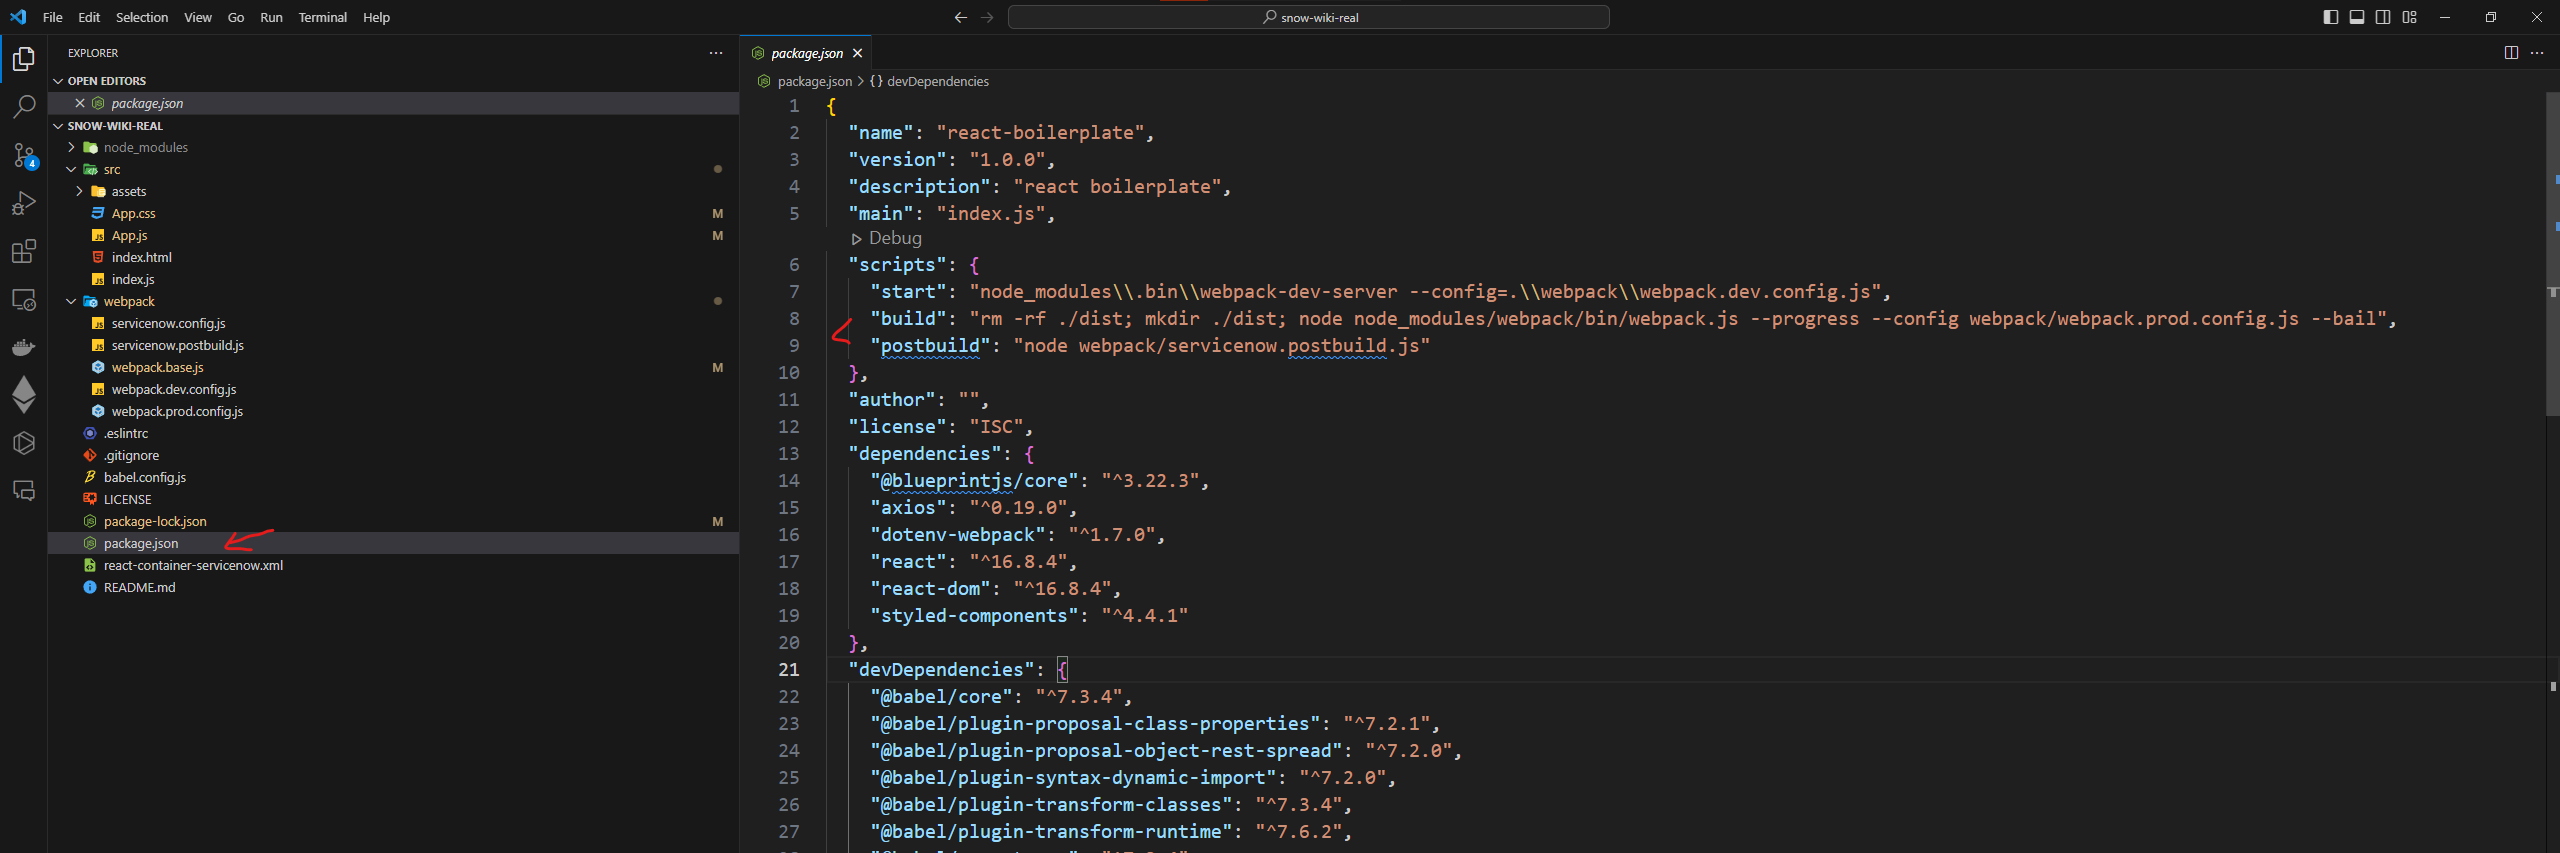 File Edit Selection View Go Run Terminal Help
snow-wiki-real
EXPLORER
OPEN EDITORS
package.json
SNOW-WIKI-REAL
node_modules
src
assets
App.css M
App.js M
index.html
index.js
webpack
servicenow.config.js
servicenow.postbuild.js
webpack.base.js M
webpack.dev.config.js
webpack.prod.config.js
.eslintrc
.gitignore
babel.config.js
LICENSE
package-lock.json M
package.json
react-container-servicenow.xml
README.md
4
package.json
package.json > {} devDependencies
1 {
2 "name": "react-boilerplate",
3 "version": "1.0.0",
4 "description": "react boilerplate",
5 "main": "index.js",
Debug
6 "scripts": {
7 "start": "node_modules\\.bin\\webpack-dev-server --config=.\\webpack\\webpack.dev.config.js",
8 "build": "rm -rf ./dist; mkdir ./dist; node node_modules/webpack/bin/webpack.js --progress --config webpack/webpack.prod.config.js --bail",
9 "postbuild": "node webpack/servicenow.postbuild.js"
10 },
11 "author": "",
12 "license": "ISC",
13 "dependencies": {
14 "@blueprintjs/core": "^3.22.3",
15 "axios": "^0.19.0",
16 "dotenv-webpack": "^1.7.0",
17 "react": "^16.8.4",
18 "react-dom": "^16.8.4",
19 "styled-components": "^4.4.1"
20 },
21 "devDependencies": {
22 "@babel/core": "^7.3.4",
23 "@babel/plugin-proposal-class-properties": "^7.2.1",
24 "@babel/plugin-proposal-object-rest-spread": "^7.2.0",
25 "@babel/plugin-syntax-dynamic-import": "^7.2.0",
26 "@babel/plugin-transform-classes": "^7.3.4",
27 "@babel/plugin-transform-runtime": "^7.6.2",